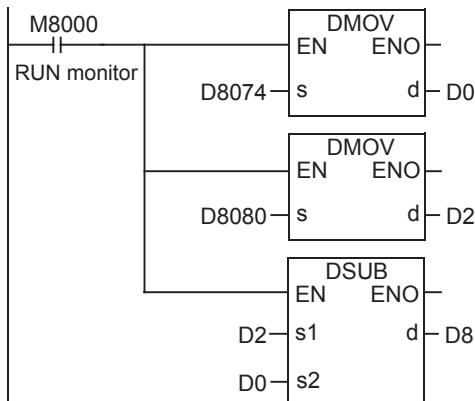 M8000
RUN monitor
DMOV
EN ENO
D8074 s d D0
DMOV
EN ENO
D8080 s d D2
DSUB
EN ENO
D2 s1 d D8
D0 s2